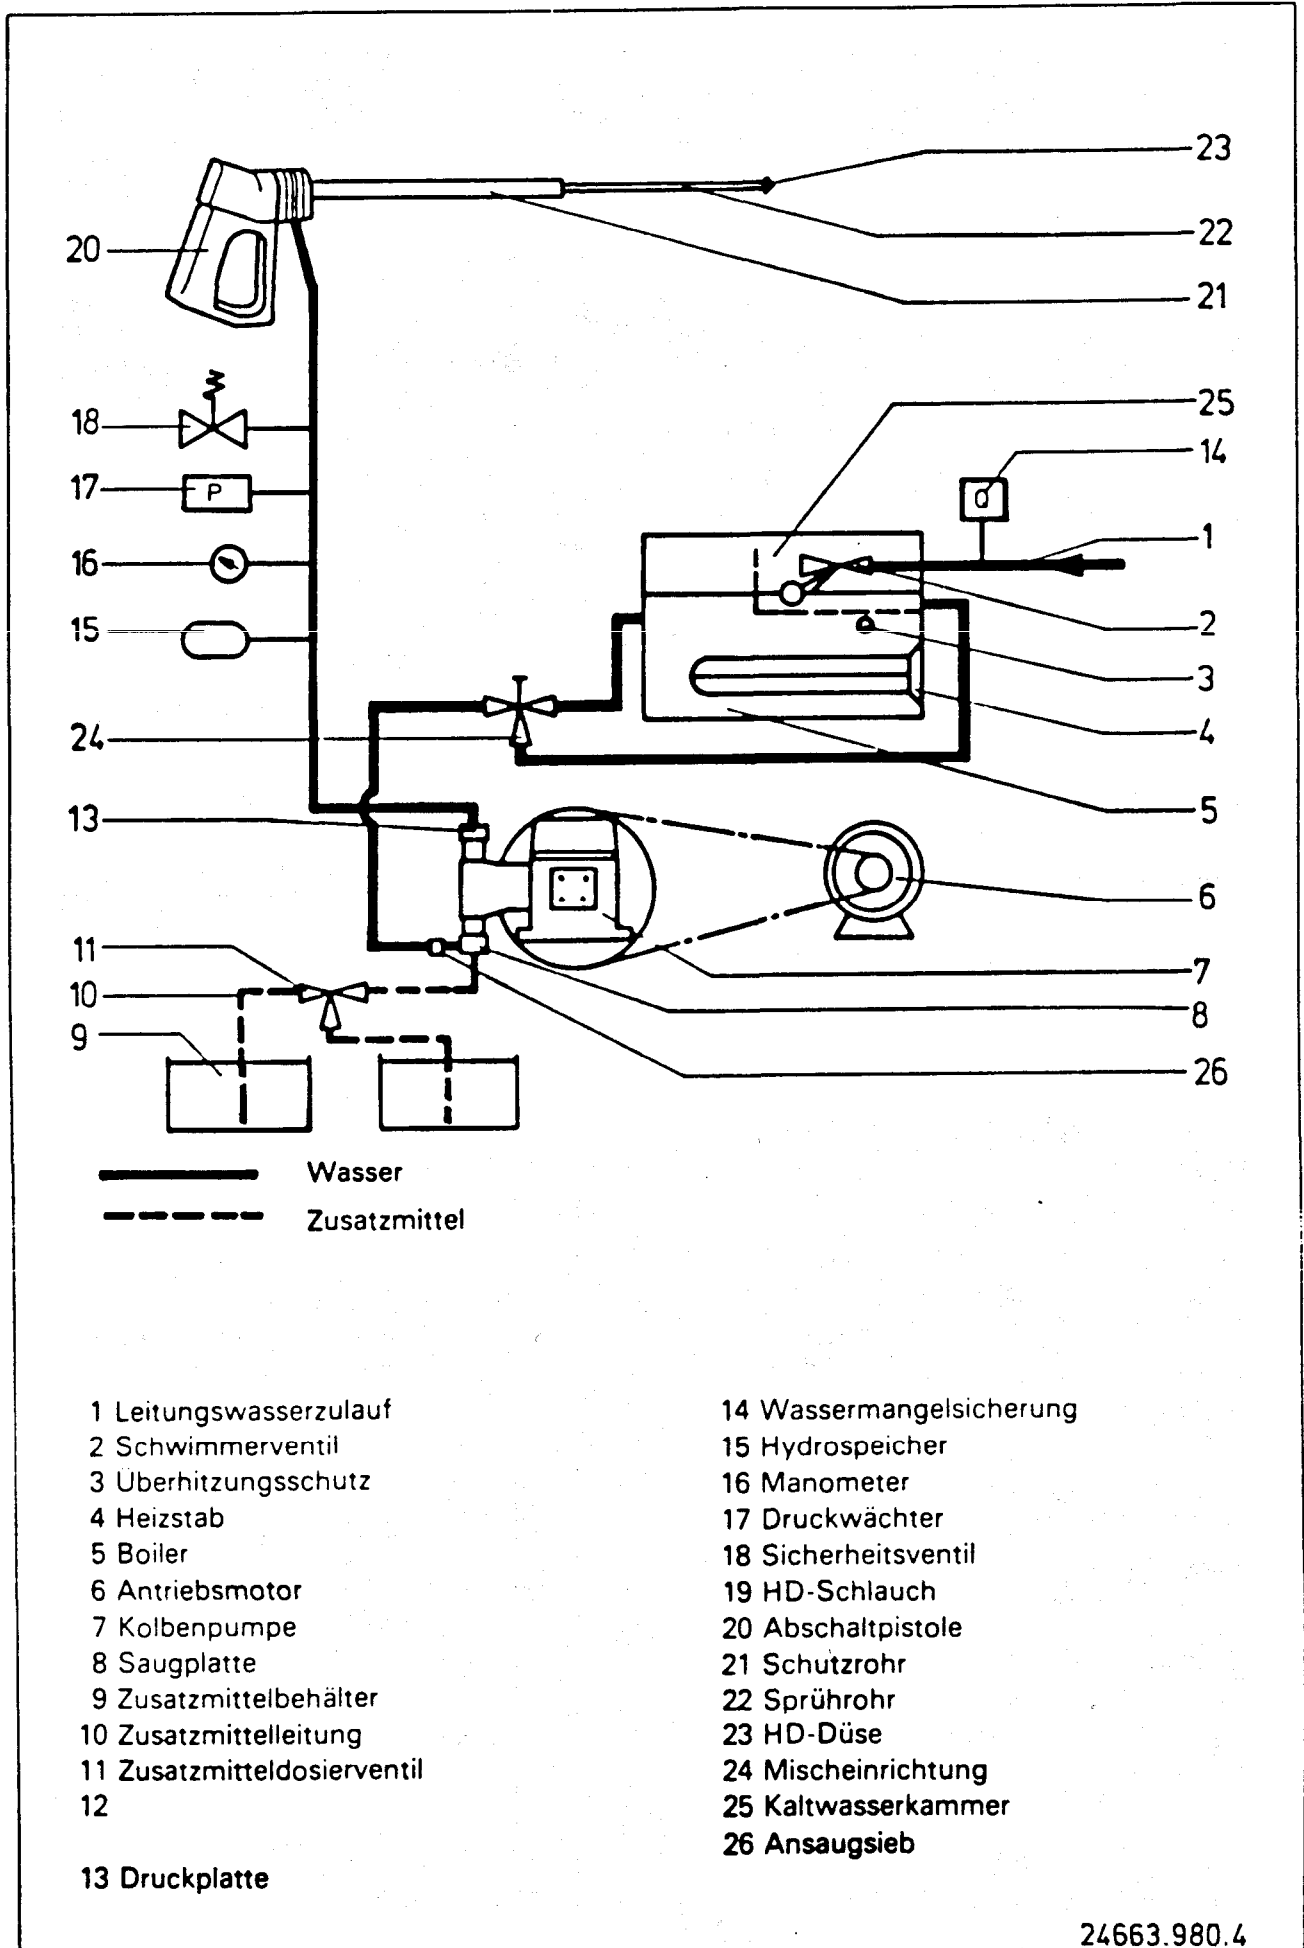 23
22
20
21
25
18
14
17
P
Q
16
1
15
2
3
24
4
5
13
6
11
7
10
8
9
26
Wasser
Zusatzmittel
1 Leitungswasserzulauf
2 Schwimmerventil
3 Überhitzungsschutz
4 Heizstab
5 Boiler
6 Antriebsmotor
7 Kolbenpumpe
8 Saugplatte
9 Zusatzmittelbehälter
10 Zusatzmittelleitung
11 Zusatzmitteldosierventil
12
13 Druckplatte
14 Wassermangelsicherung
15 Hydrospeicher
16 Manometer
17 Druckwächter
18 Sicherheitsventil
19 HD-Schlauch
20 Abschaltpistole
21 Schutzrohr
22 Sprührohr
23 HD-Düse
24 Mischeinrichtung
25 Kaltwasserkammer
26 Ansaugsieb
24663.980.4